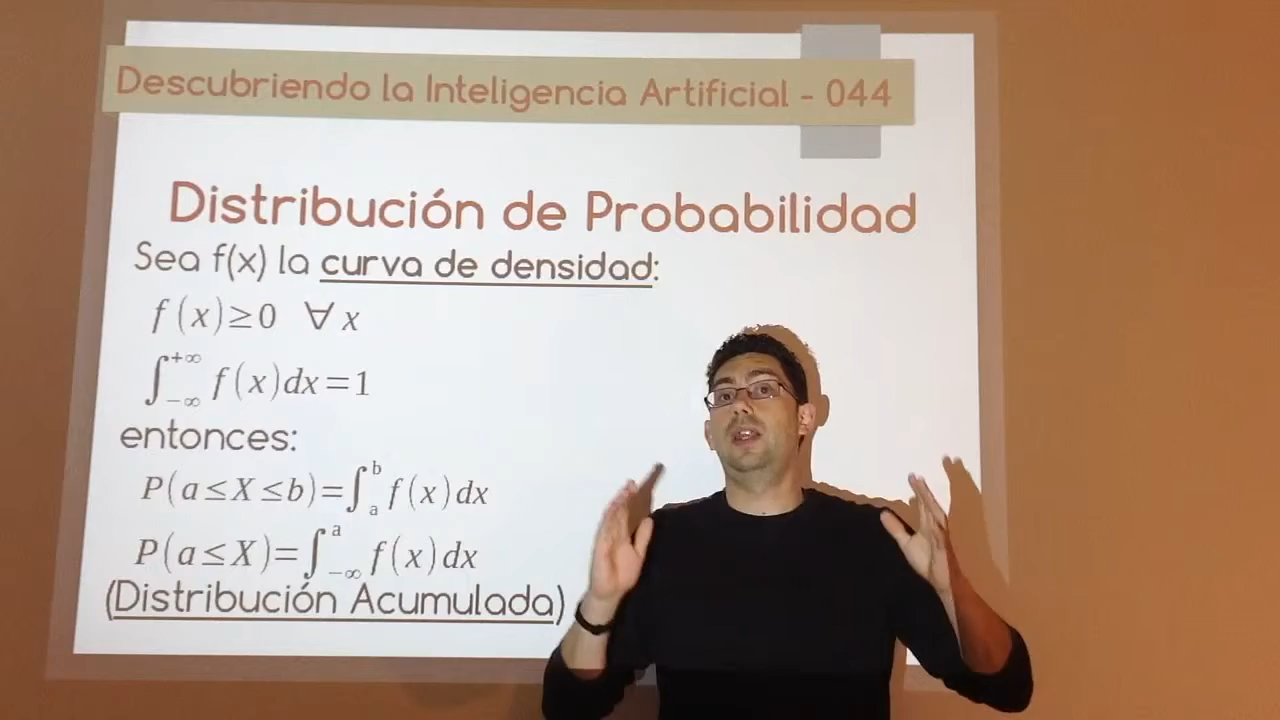 Descubriendo la Inteligencia Artificial - 044
Distribución de Probabilidad
Sea f(x) la curva de densidad:
f(x)≥0 ∀x
∫_{-∞}^{+∞} f(x)dx=1
entonces:
P(a≤X≤b)=∫_a^b f(x)dx
P(a≤X)=∫_{-∞}^a f(x)dx
(Distribución Acumulada)